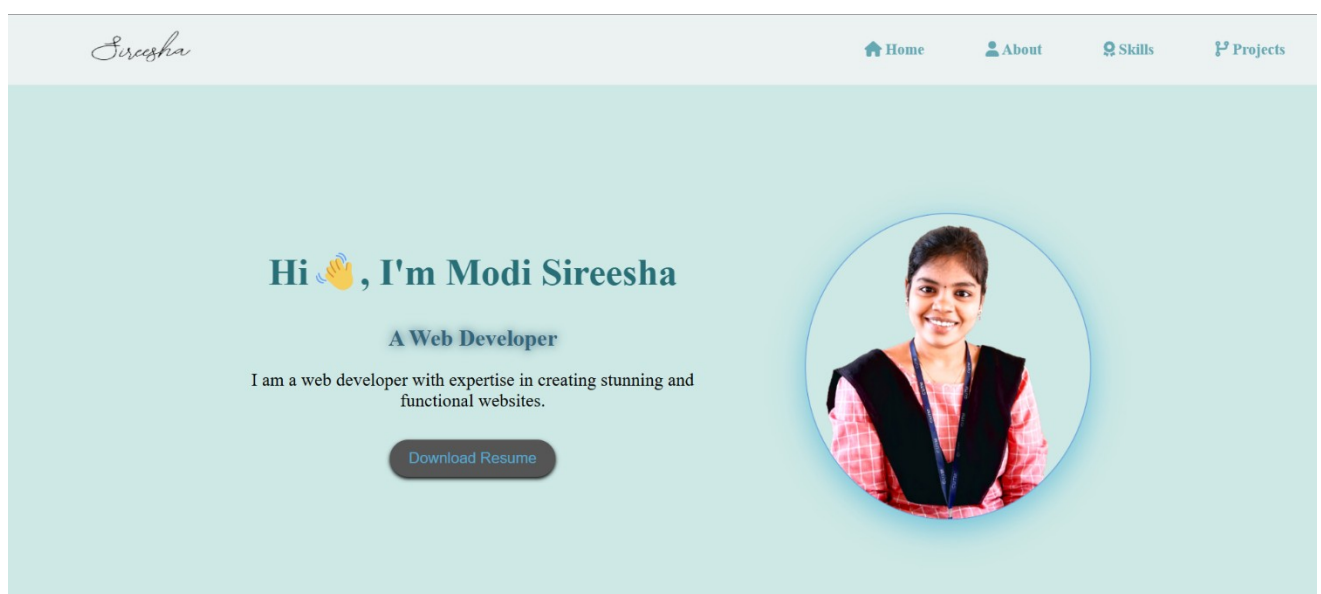 Sireesha
Home About Skills Projects
Hi 👋, I'm Modi Sireesha
A Web Developer
I am a web developer with expertise in creating stunning and
functional websites.
Download Resume